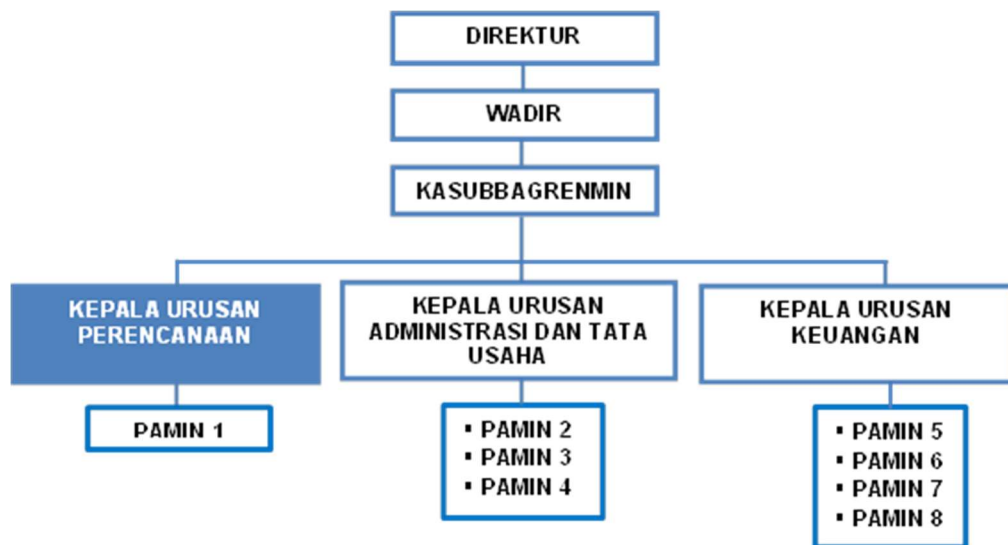 DIREKTUR
WADIR
KASUBBAGRENMIN
KEPALA URUSAN
PERENCANAAN
KEPALA URUSAN
ADMINISTRASI DAN TATA
USAHA
KEPALA URUSAN
KEUANGAN
PAMIN 1
▪ PAMIN 2
▪ PAMIN 3
▪ PAMIN 4
▪ PAMIN 5
▪ PAMIN 6
▪ PAMIN 7
▪ PAMIN 8